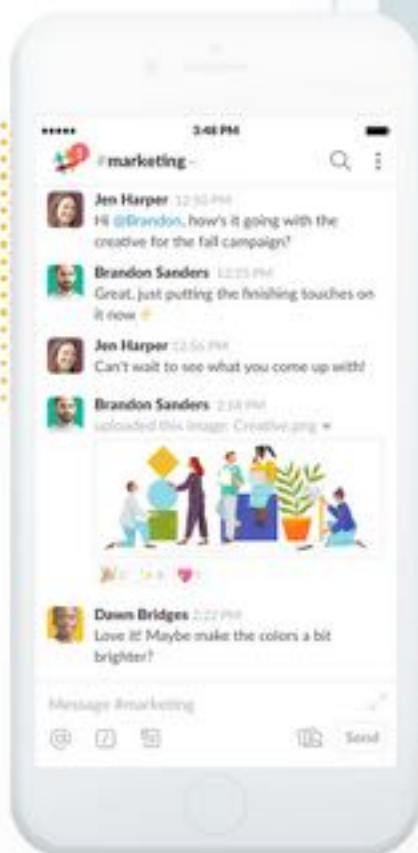 3:48 PM
#marketing
Jen Harper 12:50 PM
Hi @Brandon, how's it going with the
creative for the fall campaign?
Brandon Sanders 12:55 PM
Great, just putting the finishing touches on
it now
Jen Harper 12:56 PM
Can't wait to see what you come up with!
Brandon Sanders 2:18 PM
uploaded this image: Creative.png
Dawn Bridges 2:22 PM
Love it! Maybe make the colors a bit
brighter?
Message #marketing
Send